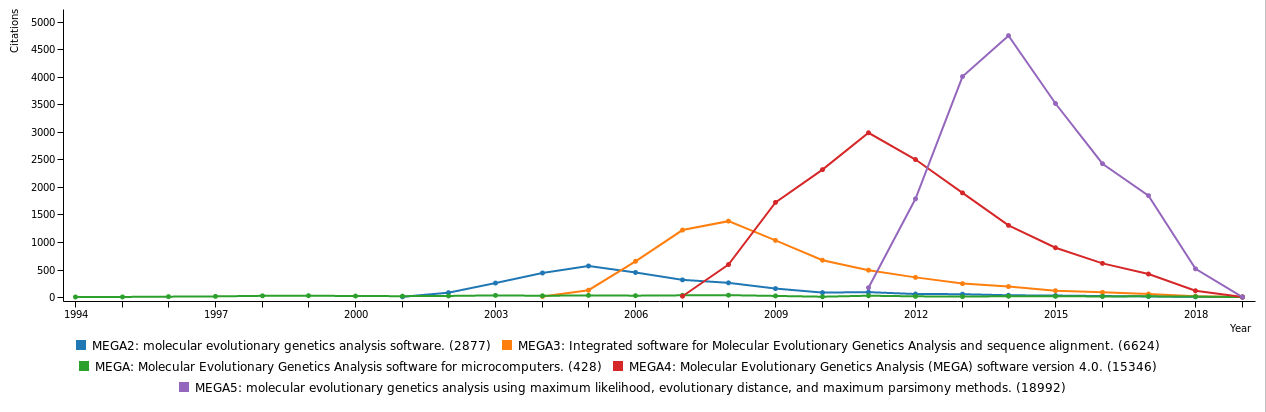 Citations
5000
4500
4000
3500
3000
2500
2000
1500
1000
500
0
1994 1997 2000 2003 2006 2009 2012 2015 2018
Year
MEGA2: molecular evolutionary genetics analysis software. (2877) MEGA3: Integrated software for Molecular Evolutionary Genetics Analysis and sequence alignment. (6624)
MEGA: Molecular Evolutionary Genetics Analysis software for microcomputers. (428) MEGA4: Molecular Evolutionary Genetics Analysis (MEGA) software version 4.0. (15346)
MEGA5: molecular evolutionary genetics analysis using maximum likelihood, evolutionary distance, and maximum parsimony methods. (18992)